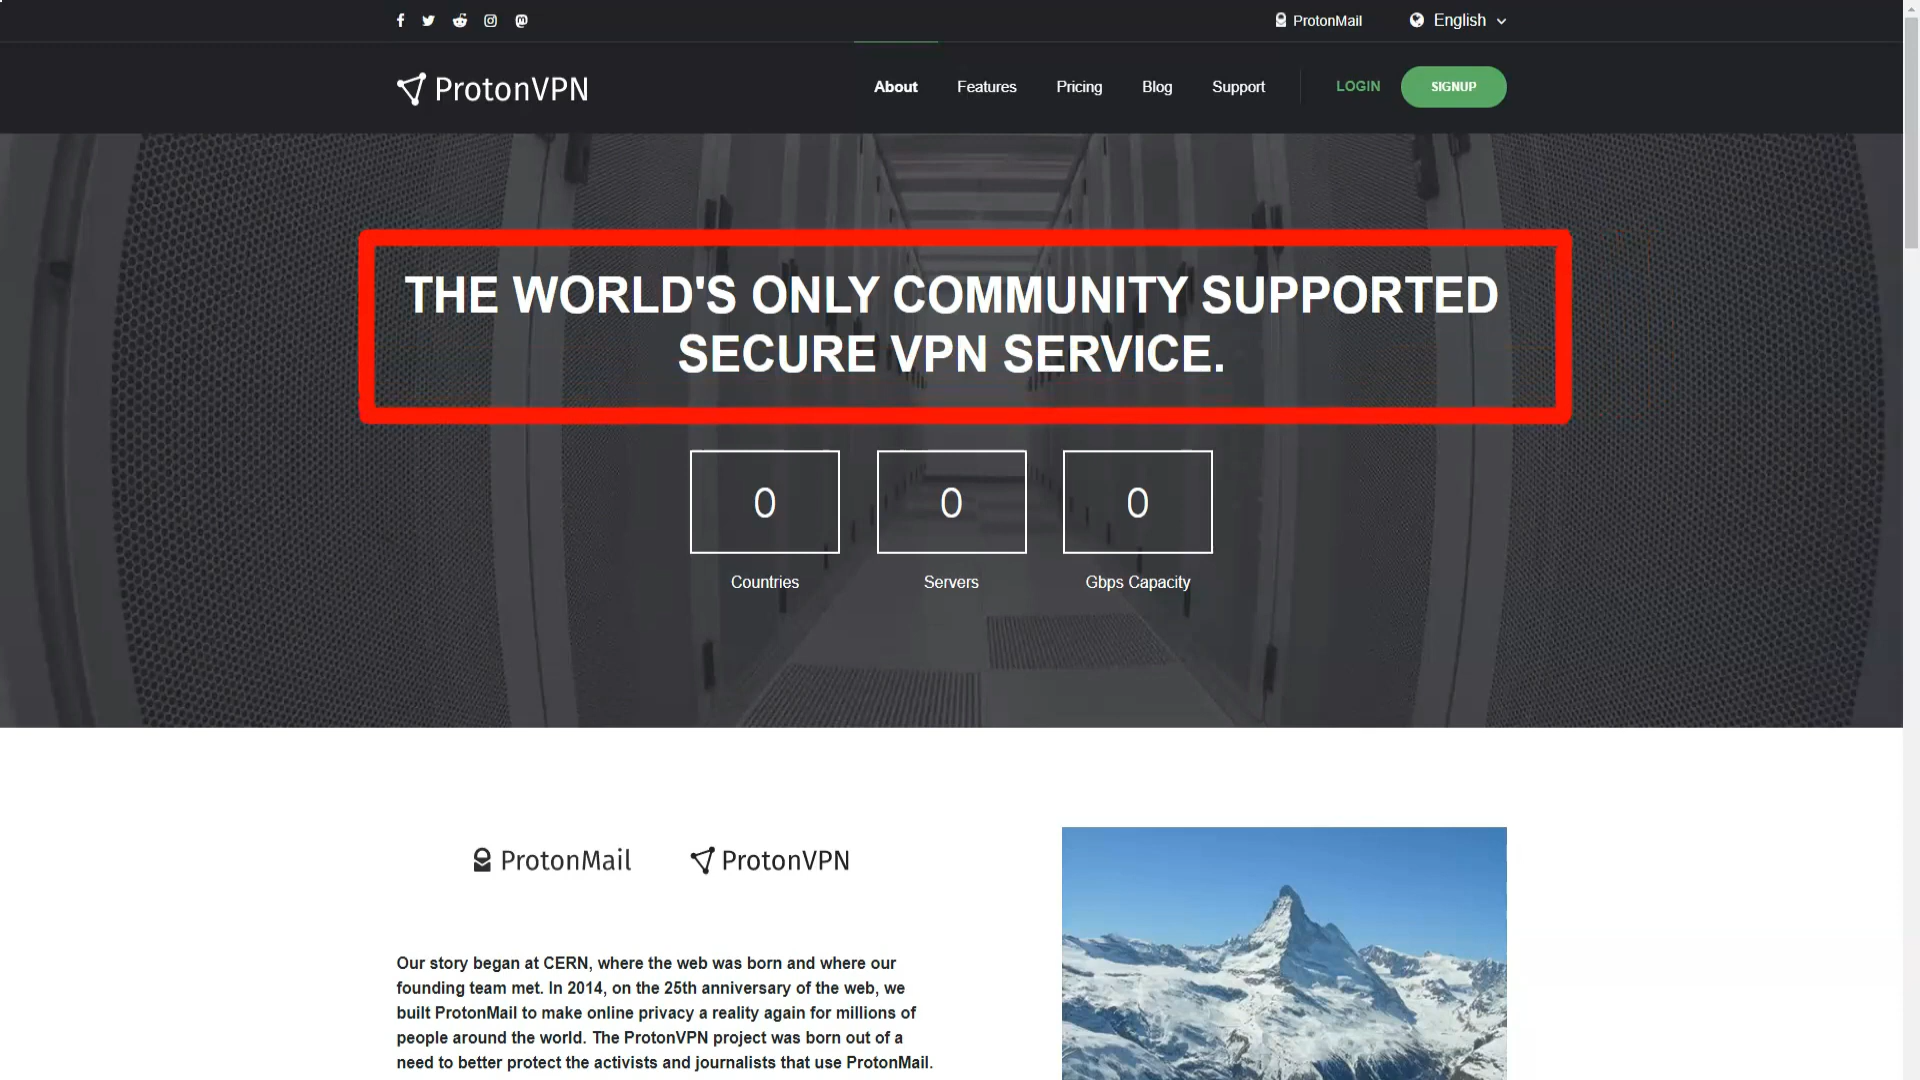 ProtonMail
English
ProtonVPN
About
Features
Pricing
Blog
Support
LOGIN
SIGNUP
THE WORLD'S ONLY COMMUNITY SUPPORTED
SECURE VPN SERVICE.
0
0
0
Countries
Servers
Gbps Capacity
ProtonMail
ProtonVPN
Our story began at CERN, where the web was born and where our
founding team met. In 2014, on the 25th anniversary of the web, we
built ProtonMail to make online privacy a reality again for millions of
people around the world. The ProtonVPN project was born out of a
need to better protect the activists and journalists that use ProtonMail.